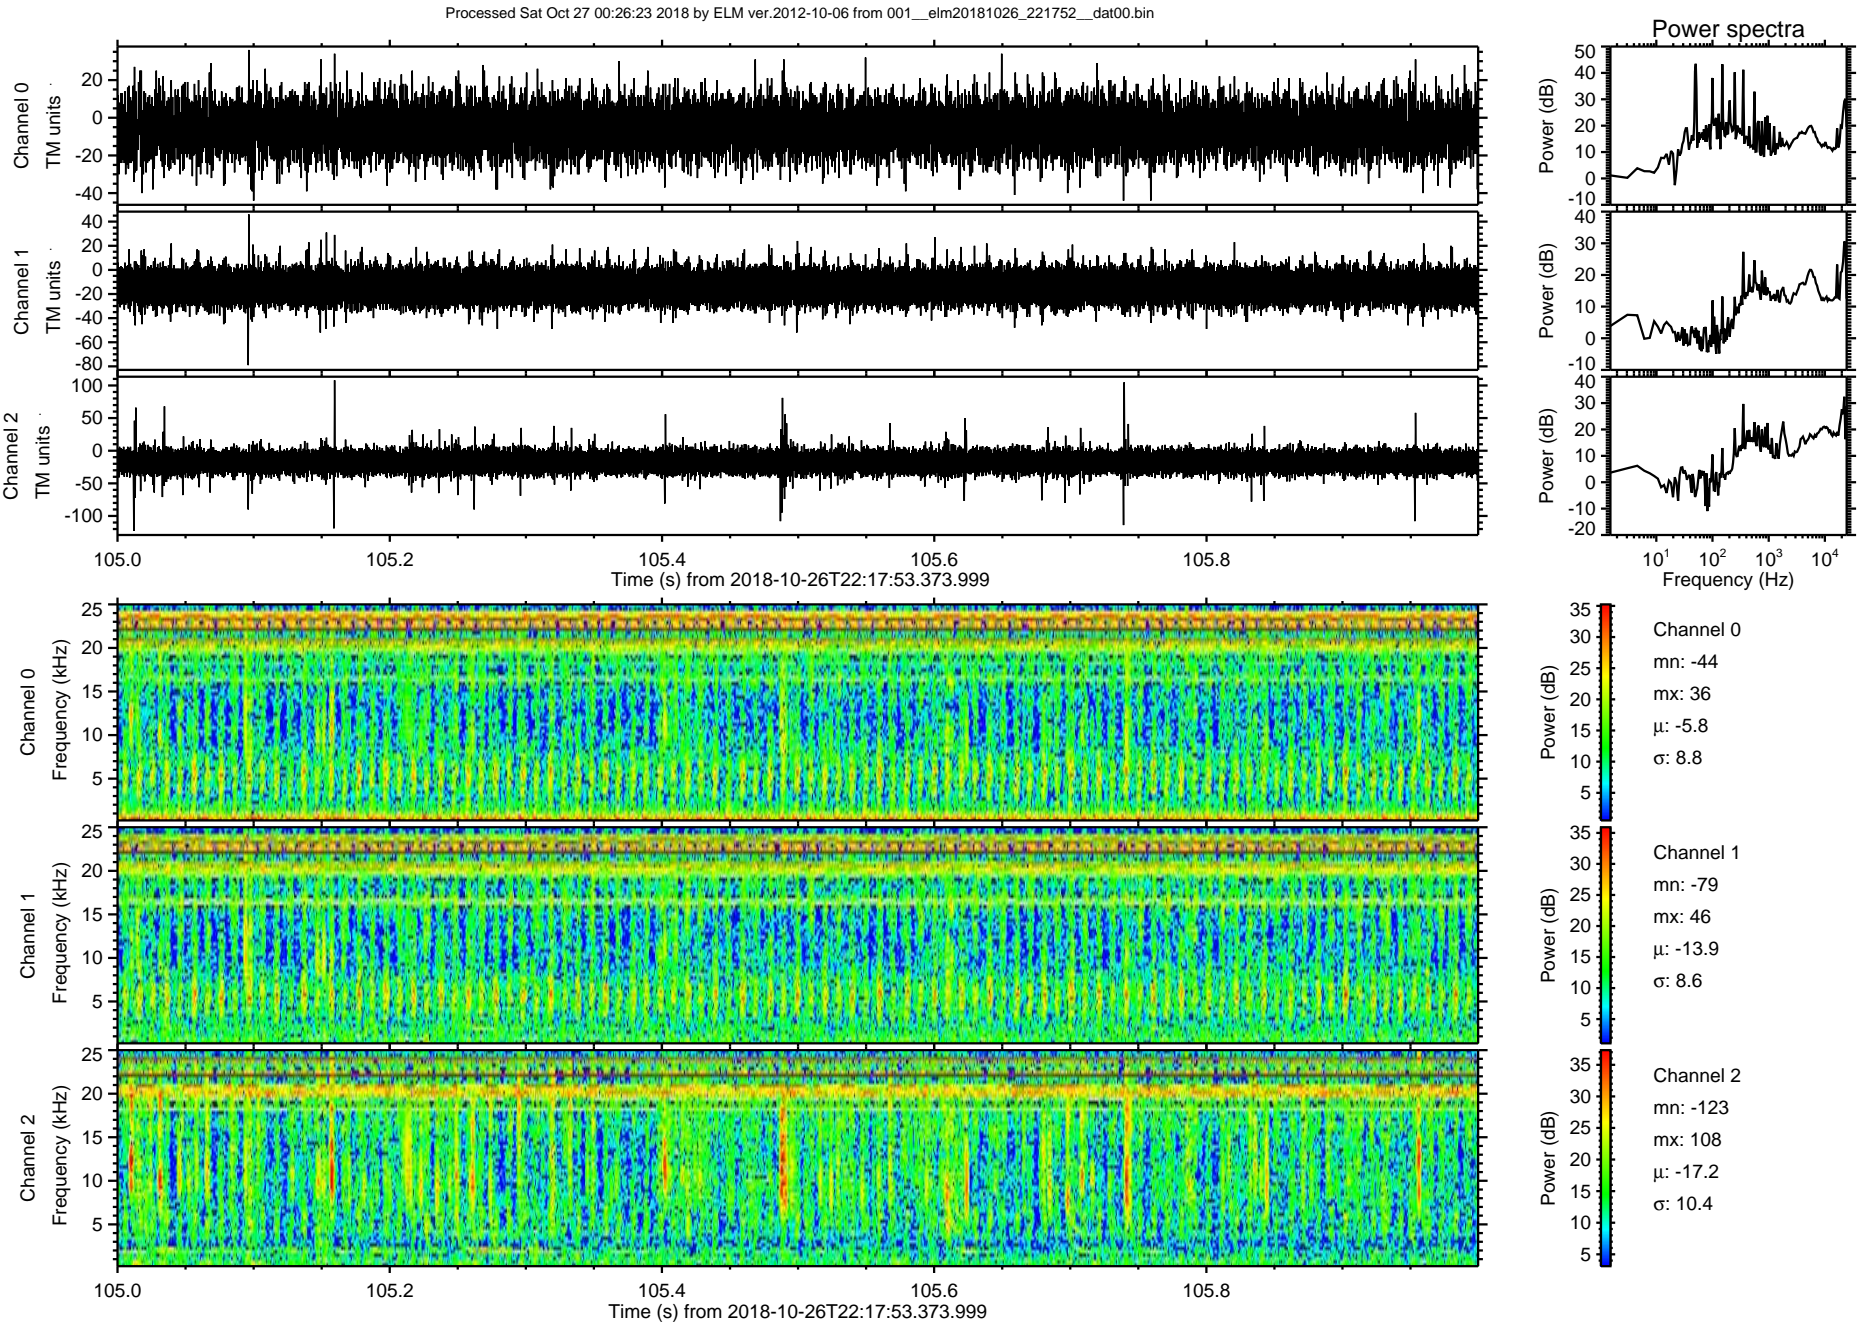 Processed Sat Oct 27 00:26:23 2018 by ELM ver.2012-10-06 from 001__elm20181026_221752__dat00.bin
Power spectra
Channel 0
TM units
20
0
-20
-40
Power (dB)
50
40
30
20
10
0
-10
Channel 1
TM units
40
20
0
-20
-40
-60
-80
Power (dB)
40
30
20
10
0
-10
Channel 2
TM units
100
50
0
-50
-100
Power (dB)
40
30
20
10
0
-10
-20
105.0 105.2 105.4 105.6 105.8
Time (s) from 2018-10-26T22:17:53.373.999
10^1 10^2 10^3 10^4
Frequency (Hz)
Channel 0
Frequency (kHz)
25
20
15
10
5
Power (dB)
35
30
25
20
15
10
5
Channel 0
mn: -44
mx: 36
μ: -5.8
σ: 8.8
Channel 1
Frequency (kHz)
25
20
15
10
5
Power (dB)
35
30
25
20
15
10
5
Channel 1
mn: -79
mx: 46
μ: -13.9
σ: 8.6
Channel 2
Frequency (kHz)
25
20
15
10
5
Power (dB)
35
30
25
20
15
10
5
Channel 2
mn: -123
mx: 108
μ: -17.2
σ: 10.4
105.0 105.2 105.4 105.6 105.8
Time (s) from 2018-10-26T22:17:53.373.999